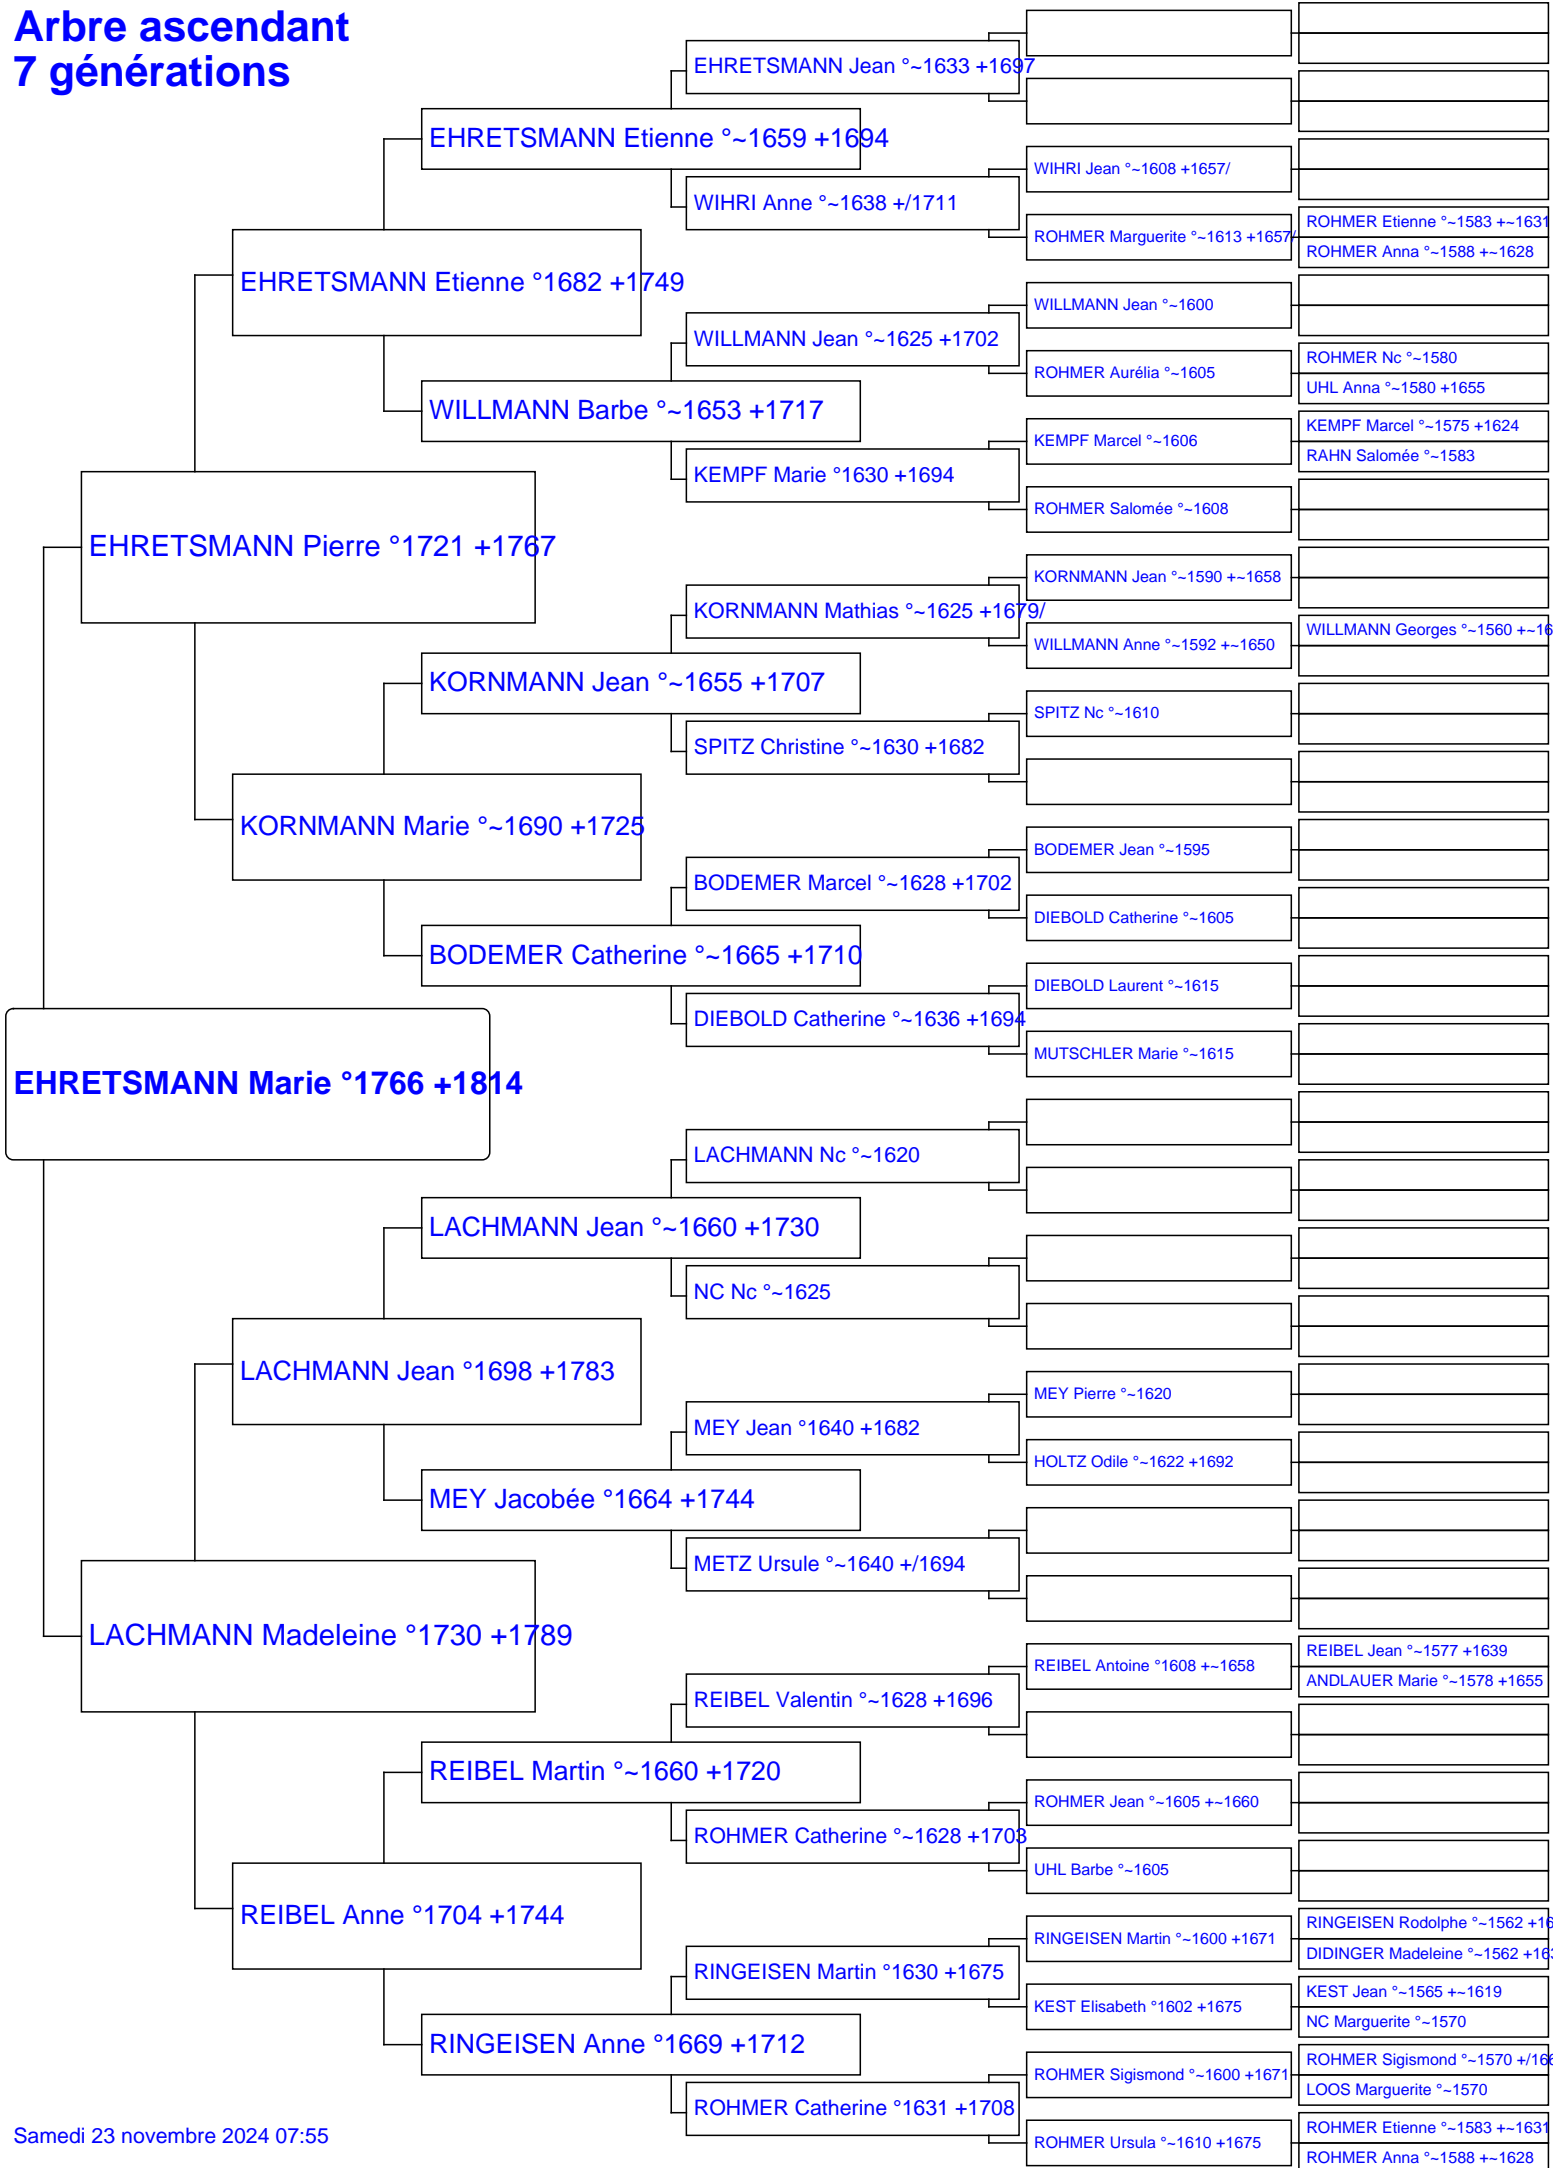 Arbre ascendant
7 générations
EHRETSMANN Jean °~1633 +1697
EHRETSMANN Etienne °~1659 +1694
WIHRI Jean °~1608 +1657/
WIHRI Anne °~1638 +/1711
ROHMER Etienne °~1583 +~1631
ROHMER Marguerite °~1613 +1657/
ROHMER Anna °~1588 +~1628
EHRETSMANN Etienne °1682 +1749
WILLMANN Jean °~1600
WILLMANN Jean °~1625 +1702
ROHMER Nc °~1580
ROHMER Aurélia °~1605
UHL Anna °~1580 +1655
WILLMANN Barbe °~1653 +1717
KEMPF Marcel °~1575 +1624
KEMPF Marcel °~1606
RAHN Salomée °~1583
KEMPF Marie °1630 +1694
ROHMER Salomée °~1608
EHRETSMANN Pierre °1721 +1767
KORNMANN Jean °~1590 +~1658
KORNMANN Mathias °~1625 +1679/
WILLMANN Georges °~1560 +~16
WILLMANN Anne °~1592 +~1650
KORNMANN Jean °~1655 +1707
SPITZ Nc °~1610
SPITZ Christine °~1630 +1682
KORNMANN Marie °~1690 +1725
BODEMER Jean °~1595
BODEMER Marcel °~1628 +1702
DIEBOLD Catherine °~1605
BODEMER Catherine °~1665 +1710
DIEBOLD Laurent °~1615
DIEBOLD Catherine °~1636 +1694
MUTSCHLER Marie °~1615
EHRETSMANN Marie °1766 +1814
LACHMANN Nc °~1620
LACHMANN Jean °~1660 +1730
NC Nc °~1625
LACHMANN Jean °1698 +1783
MEY Pierre °~1620
MEY Jean °1640 +1682
HOLTZ Odile °~1622 +1692
MEY Jacobée °1664 +1744
METZ Ursule °~1640 +/1694
LACHMANN Madeleine °1730 +1789
REIBEL Jean °~1577 +1639
REIBEL Antoine °1608 +~1658
ANDLAUER Marie °~1578 +1655
REIBEL Valentin °~1628 +1696
REIBEL Martin °~1660 +1720
ROHMER Jean °~1605 +~1660
ROHMER Catherine °~1628 +1703
UHL Barbe °~1605
REIBEL Anne °1704 +1744
RINGEISEN Rodolphe °~1562 +16
RINGEISEN Martin °~1600 +1671
DIDINGER Madeleine °~1562 +163
RINGEISEN Martin °1630 +1675
KEST Jean °~1565 +~1619
KEST Elisabeth °1602 +1675
NC Marguerite °~1570
RINGEISEN Anne °1669 +1712
ROHMER Sigismond °~1570 +/166
ROHMER Sigismond °~1600 +1671
LOOS Marguerite °~1570
ROHMER Catherine °1631 +1708
ROHMER Etienne °~1583 +~1631
ROHMER Ursula °~1610 +1675
ROHMER Anna °~1588 +~1628
Samedi 23 novembre 2024 07:55